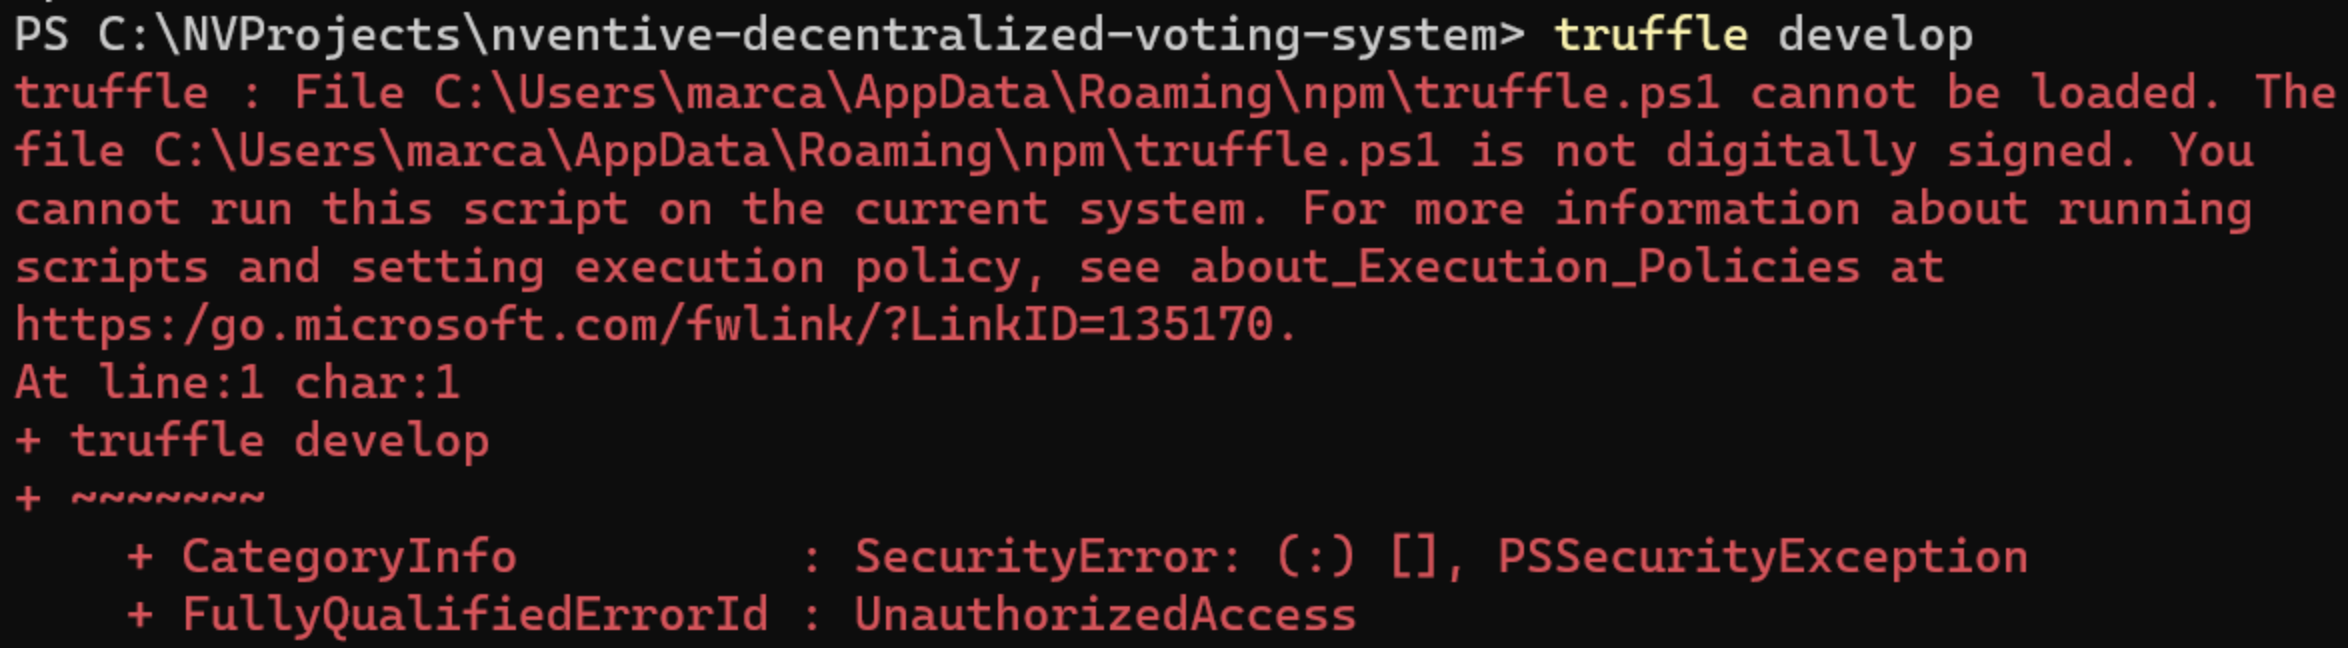 PS C:\NVProjects\nventive-decentralized-voting-system> truffle develop
truffle : File C:\Users\marca\AppData\Roaming\npm\truffle.ps1 cannot be loaded. The
file C:\Users\marca\AppData\Roaming\npm\truffle.ps1 is not digitally signed. You
cannot run this script on the current system. For more information about running
scripts and setting execution policy, see about_Execution_Policies at
https:/go.microsoft.com/fwlink/?LinkID=135170.
At line:1 char:1
+ truffle develop
+ ~~~~~~~
    + CategoryInfo          : SecurityError: (:) [], PSSecurityException
    + FullyQualifiedErrorId : UnauthorizedAccess